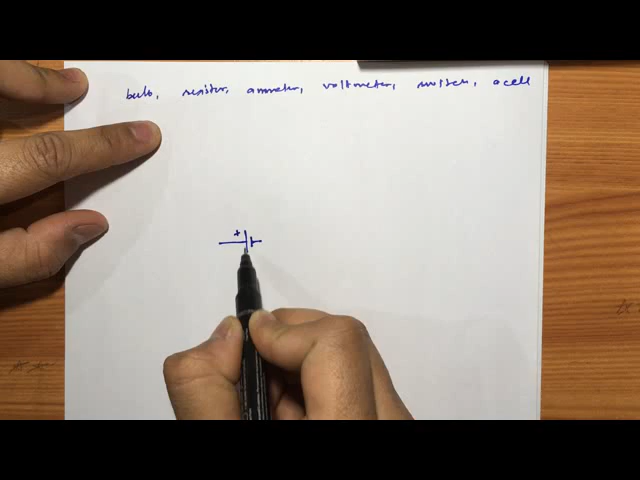 bulb, resistor, ammeter, voltmeter, switch, a cell
+